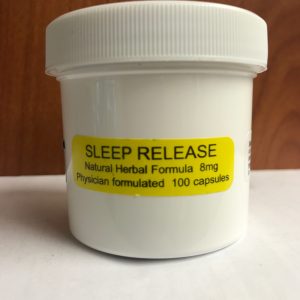 SLEEP RELEASE
Natural Herbal Formula 8mg
Physician formulated 100 capsules